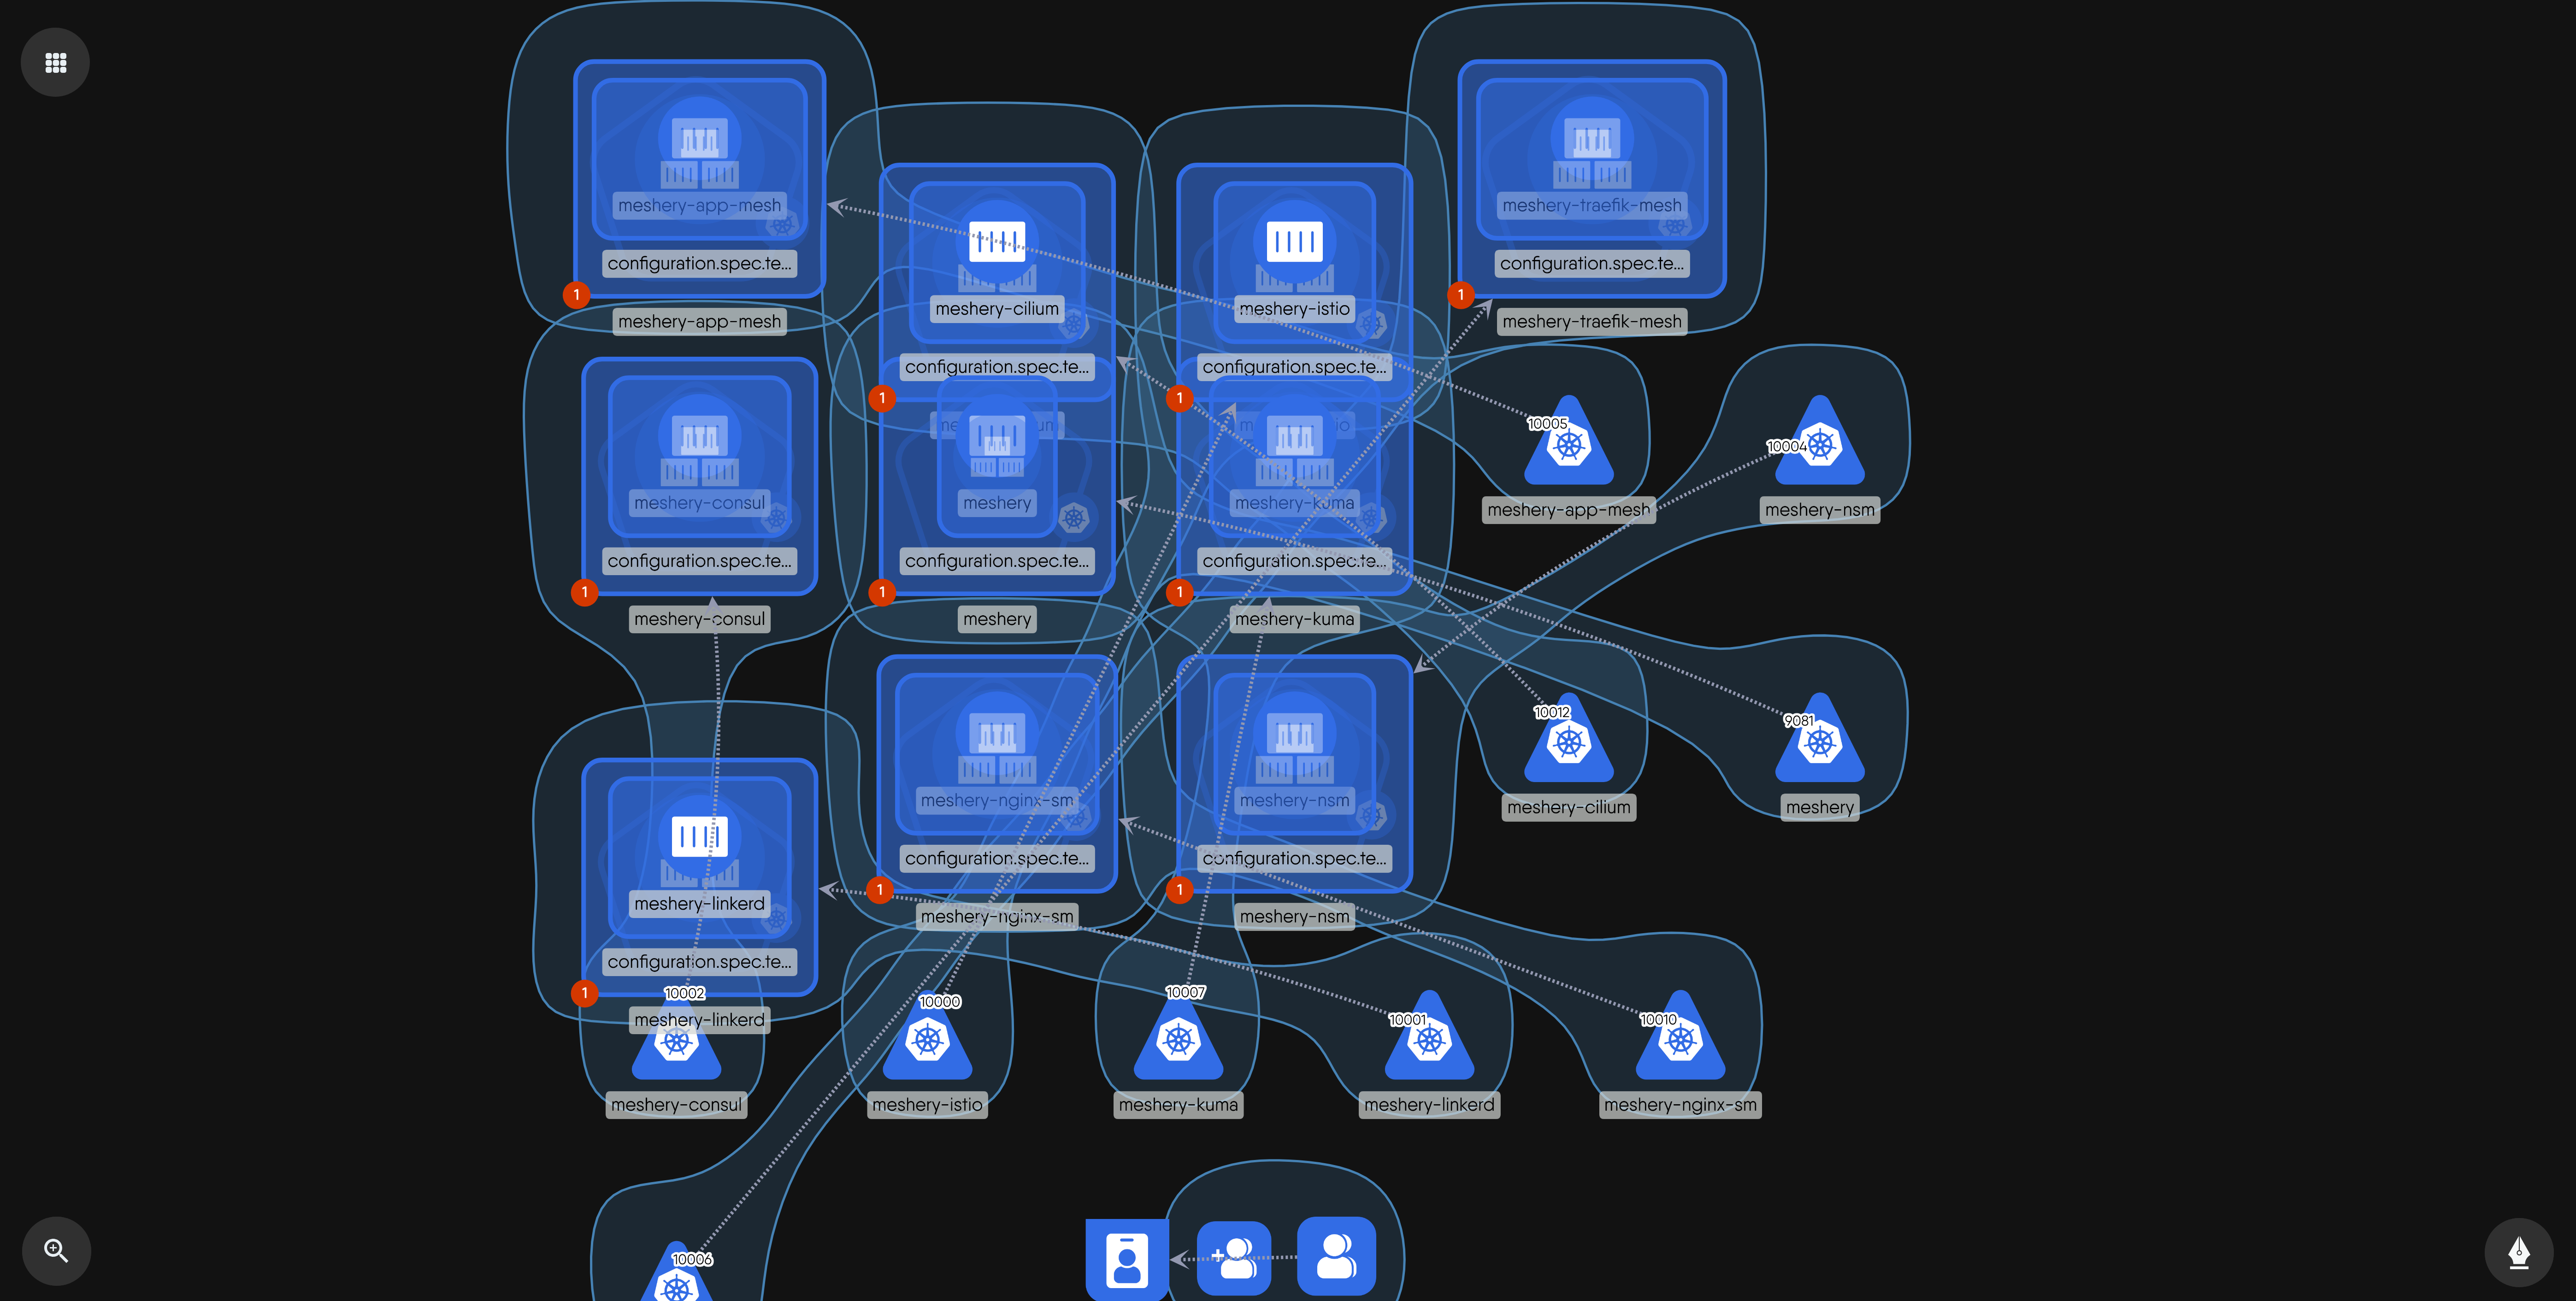 meshery-app-mesh
configuration.spec.te...
1
meshery-app-mesh
meshery-traefik-mesh
configuration.spec.te...
1
meshery-traefik-mesh
meshery-cilium
configuration.spec.te...
1
meshery-istio
configuration.spec.te...
1
meshery-consul
configuration.spec.te...
1
meshery-consul
meshery
configuration.spec.te...
1
meshery
meshery-kuma
configuration.spec.te...
1
meshery-kuma
10005
meshery-app-mesh
10004
meshery-nsm
meshery-nginx-sm
configuration.spec.te...
1
meshery-nginx-sm
meshery-nsm
configuration.spec.te...
1
meshery-nsm
10012
meshery-cilium
9081
meshery
meshery-linkerd
configuration.spec.te...
1
meshery-linkerd
10002
meshery-consul
10000
meshery-istio
10007
meshery-kuma
10001
meshery-linkerd
10010
meshery-nginx-sm
10006